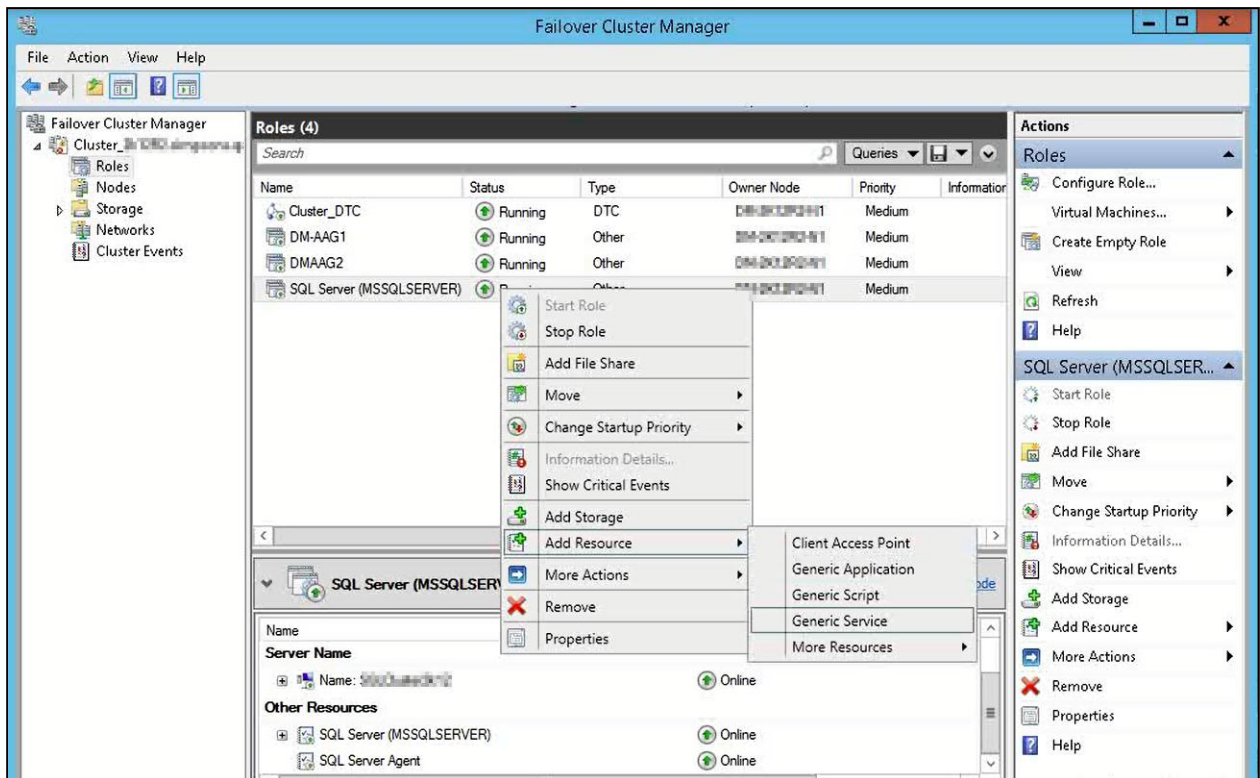 Failover Cluster Manager
File Action View Help
Failover Cluster Manager
Cluster_
Roles
Nodes
Storage
Networks
Cluster Events
Roles (4)
Search
Queries
Name Status Type Owner Node Priority Information
Cluster_DTC Running DTC Medium
DM-AAG1 Running Other Medium
DMAAG2 Running Other Medium
SQL Server (MSSQLSERVER) Medium
Start Role
Stop Role
Add File Share
Move
Change Startup Priority
Information Details...
Show Critical Events
Add Storage
Add Resource
More Actions
Remove
Properties
Client Access Point
Generic Application
Generic Script
Generic Service
More Resources
SQL Server (MSSQLSERV
Name
Server Name
Name: Online
Other Resources
SQL Server (MSSQLSERVER) Online
SQL Server Agent Online
Actions
Roles
Configure Role...
Virtual Machines...
Create Empty Role
View
Refresh
Help
SQL Server (MSSQLSER...
Start Role
Stop Role
Add File Share
Move
Change Startup Priority
Information Details...
Show Critical Events
Add Storage
Add Resource
More Actions
Remove
Properties
Help